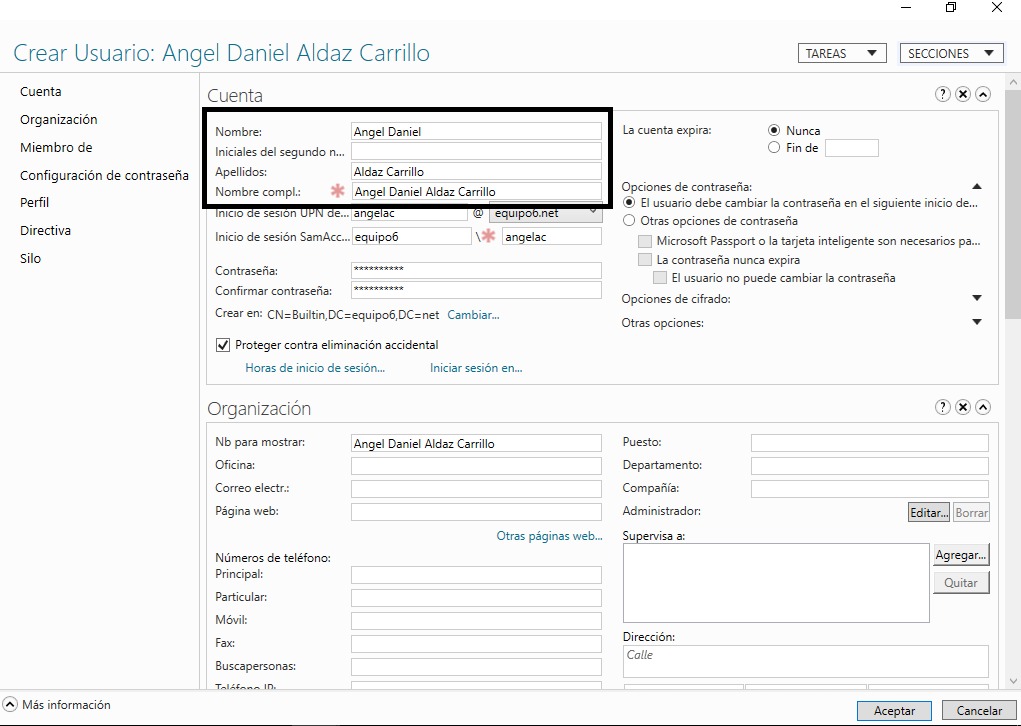 Crear Usuario: Angel Daniel Aldaz Carrillo
TAREAS
SECCIONES
Cuenta
Organización
Miembro de
Configuración de contraseña
Perfil
Directiva
Silo
Cuenta
Nombre: Angel Daniel
Iniciales del segundo n...
Apellidos: Aldaz Carrillo
Nombre compl.: * Angel Daniel Aldaz Carrillo
Inicio de sesión UPN de... angelac @ equipo6.net
Inicio de sesión SamAcc... equipo6 \* angelac
Contraseña: **********
Confirmar contraseña: **********
Crear en: CN=Builtin,DC=equipo6,DC=net Cambiar...
Proteger contra eliminación accidental
Horas de inicio de sesión... Iniciar sesión en...
La cuenta expira: Nunca
Fin de
Opciones de contraseña:
El usuario debe cambiar la contraseña en el siguiente inicio de...
Otras opciones de contraseña
Microsoft Passport o la tarjeta inteligente son necesarios pa...
La contraseña nunca expira
El usuario no puede cambiar la contraseña
Opciones de cifrado:
Otras opciones:
Organización
Nb para mostrar: Angel Daniel Aldaz Carrillo
Oficina:
Correo electr.:
Página web:
Otras páginas web...
Números de teléfono:
Principal:
Particular:
Móvil:
Fax:
Buscapersonas:
Teléfono IP:
Puesto:
Departamento:
Compañía:
Administrador: Editar... Borrar
Supervisa a:
Agregar...
Quitar
Dirección:
Calle
Más información
Aceptar Cancelar